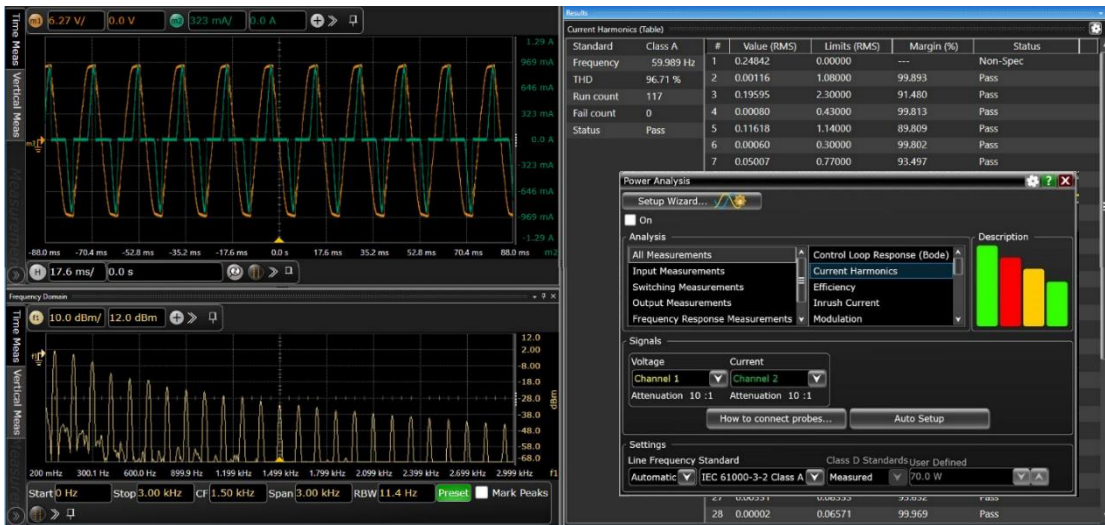 Time Meas
Vertical Meas
Measurements
m1 6.27 V/ 0.0 V m2 323 mA/ 0.0 A
1.29 A
969 mA
646 mA
323 mA
0.0 A
-323 mA
-646 mA
-969 mA
-1.29 A
m1
-88.0 ms -70.4 ms -52.8 ms -35.2 ms -17.6 ms 0.0 s 17.6 ms 35.2 ms 52.8 ms 70.4 ms 88.0 ms m2
H 17.6 ms/ 0.0 s
Frequency Domain ? ×
Time Meas
Vertical Meas
f1 10.0 dBm/ 12.0 dBm
12.0
2.00
-8.00
-18.0
-28.0
-38.0
-48.0
-58.0
-68.0
dBm
f1
200 mHz 300.1 Hz 600.0 Hz 899.9 Hz 1.199 kHz 1.499 kHz 1.799 kHz 2.099 kHz 2.399 kHz 2.699 kHz 2.999 kHz f1
Start 0 Hz Stop 3.00 kHz CF 1.50 kHz Span 3.00 kHz RBW 11.4 Hz Preset Mark Peaks
Results
Current Harmonics (Table)
Standard Class A
Frequency 59.989 Hz
THD 96.71 %
Run count 117
Fail count 0
Status Pass
# Value (RMS) Limits (RMS) Margin (%) Status
1 0.24842 0.00000 --- Non-Spec
2 0.00116 1.08000 99.893 Pass
3 0.19595 2.30000 91.480 Pass
4 0.00080 0.43000 99.813 Pass
5 0.11618 1.14000 89.809 Pass
6 0.00060 0.30000 99.802 Pass
7 0.05007 0.77000 93.497 Pass
Power Analysis ? X
Setup Wizard...
On
Analysis
All Measurements
Input Measurements
Switching Measurements
Output Measurements
Frequency Response Measurements
Control Loop Response (Bode)
Current Harmonics
Efficiency
Inrush Current
Modulation
Description
Signals
Voltage Current
Channel 1 Channel 2
Attenuation 10 :1 Attenuation 10 :1
How to connect probes... Auto Setup
Settings
Line Frequency Standard Class D Standards User Defined
Automatic IEC 61000-3-2 Class A Measured 70.0 W
28 0.00002 0.06571 99.969 Pass